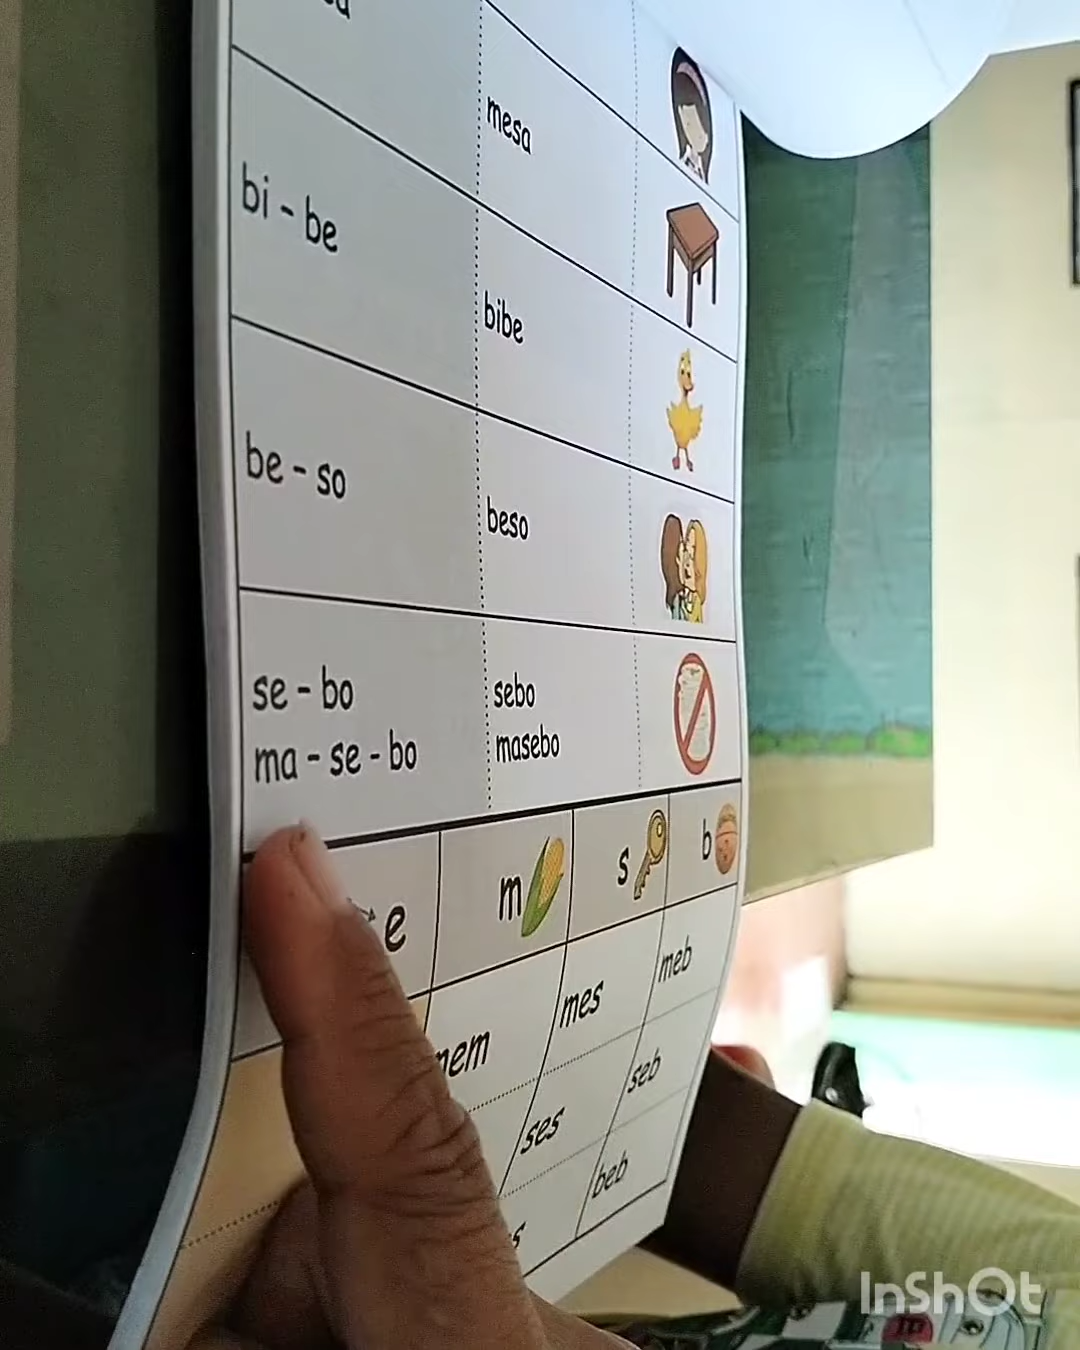 mesa
bi - be
bibe
be - so
beso
se - bo
sebo
ma - se - bo
masebo
e
m
s
b
mes
meb
ses
seb
beb
InShOt